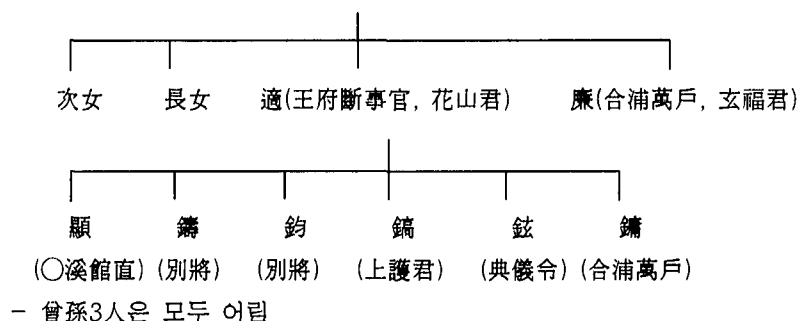 次女 長女 適(王府斷事官, 花山君) 廉(合浦萬戶, 玄福君)
顯 鑄 鈞 鎬 鉉 鏞
(○溪館直) (別將) (別將) (上護君) (典儀令) (合浦萬戶)
- 曾孫3人은 모두 어림